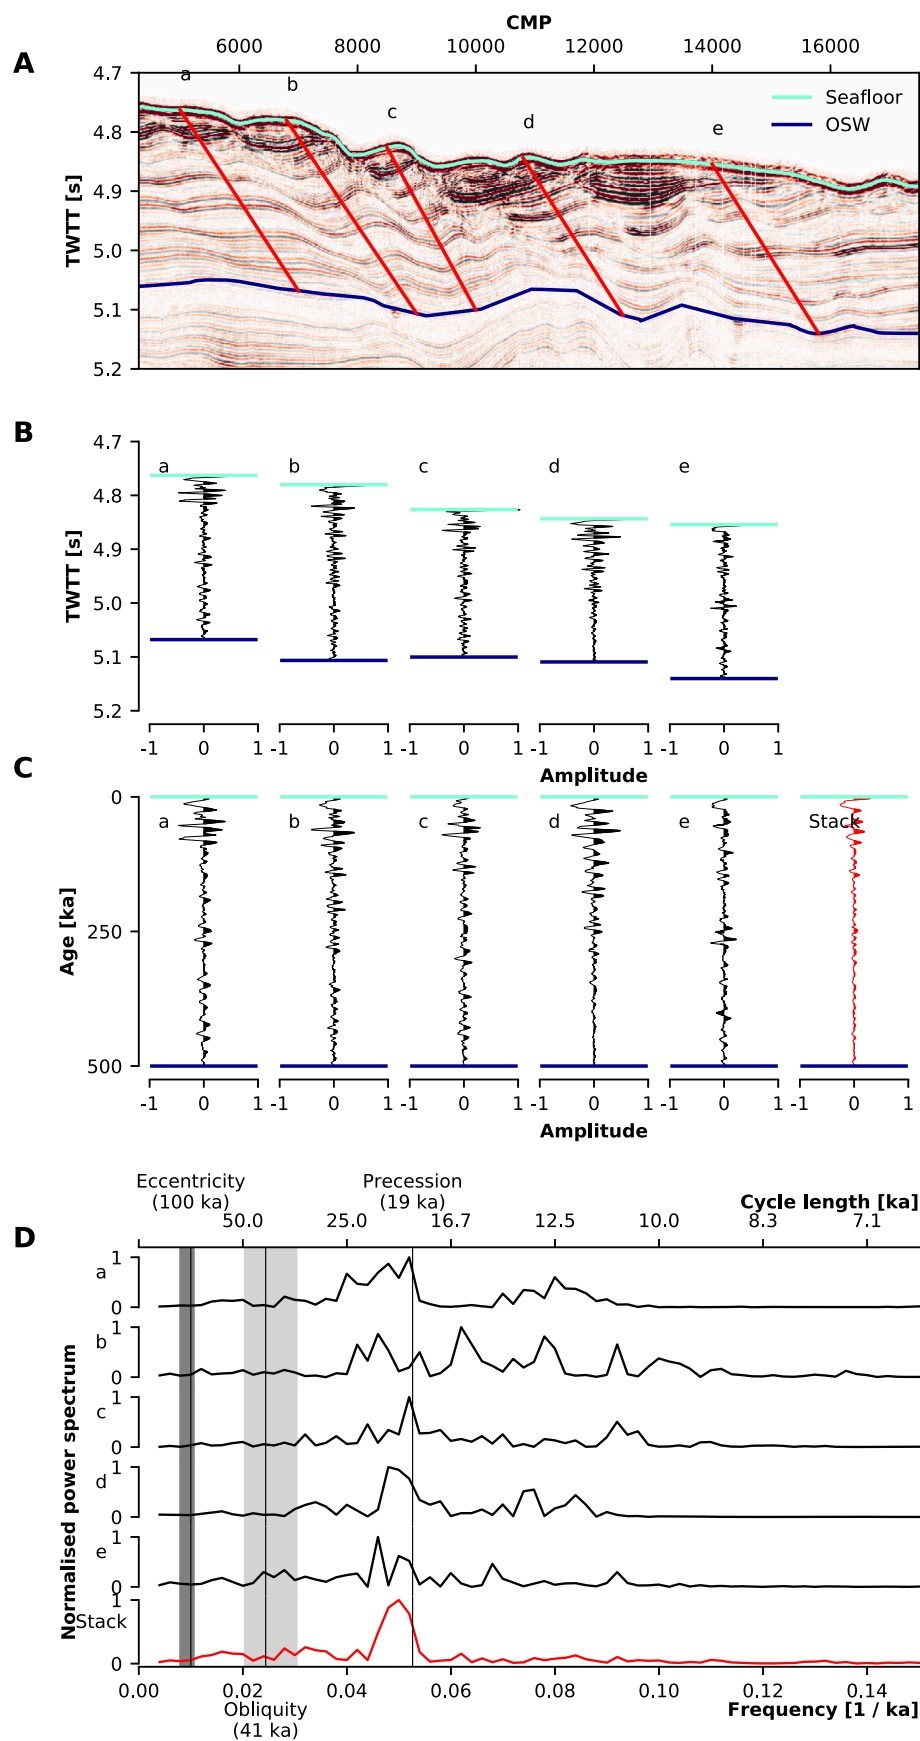 CMP
A
6000 8000 10000 12000 14000 16000
4.7
a
b
c
d
e
Seafloor
OSW
4.8
4.9
5.0
5.1
5.2
TWTT [s]
B
4.7
4.8
4.9
5.0
5.1
5.2
TWTT [s]
a b c d e
-1 0 1 -1 0 1 -1 0 1 -1 0 1 -1 0 1
Amplitude
C
0
250
500
Age [ka]
a b c d e Stack
-1 0 1 -1 0 1 -1 0 1 -1 0 1 -1 0 1 -1 0 1
Amplitude
Eccentricity
(100 ka)
Precession
(19 ka)
Cycle length [ka]
50.0 25.0 16.7 12.5 10.0 8.3 7.1
D
Normalised power spectrum
1
a
0
1
b
0
1
c
0
1
d
0
1
e
0
1
Stack
0
0.00 0.02 0.04 0.06 0.08 0.10 0.12 0.14
Obliquity
(41 ka)
Frequency [1 / ka]